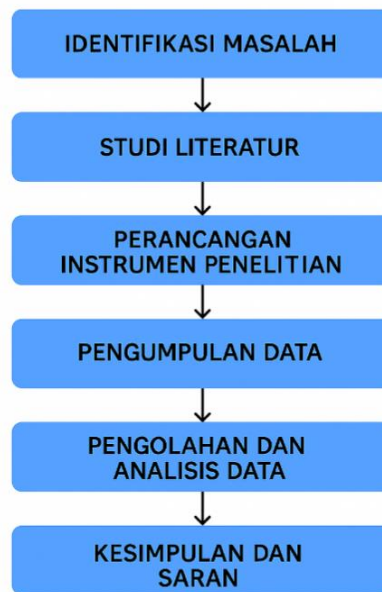 IDENTIFIKASI MASALAH
STUDI LITERATUR
PERANCANGAN
INSTRUMEN PENELITIAN
PENGUMPULAN DATA
PENGOLAHAN DAN
ANALISIS DATA
KESIMPULAN DAN
SARAN